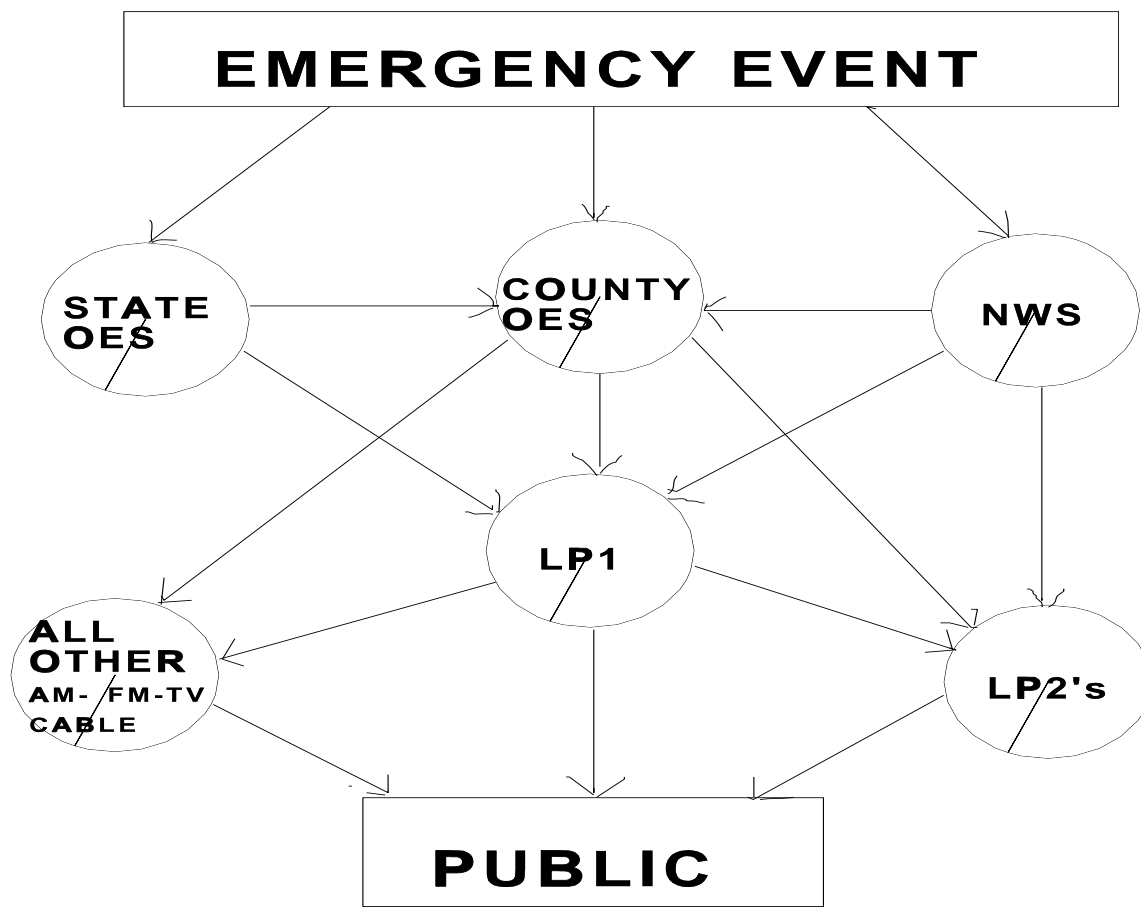 EMERGENCY EVENT
STATE
OES
COUNTY
OES
NWS
LP1
ALL
OTHER
AM- FM-TV
CABLE
LP2's
PUBLIC